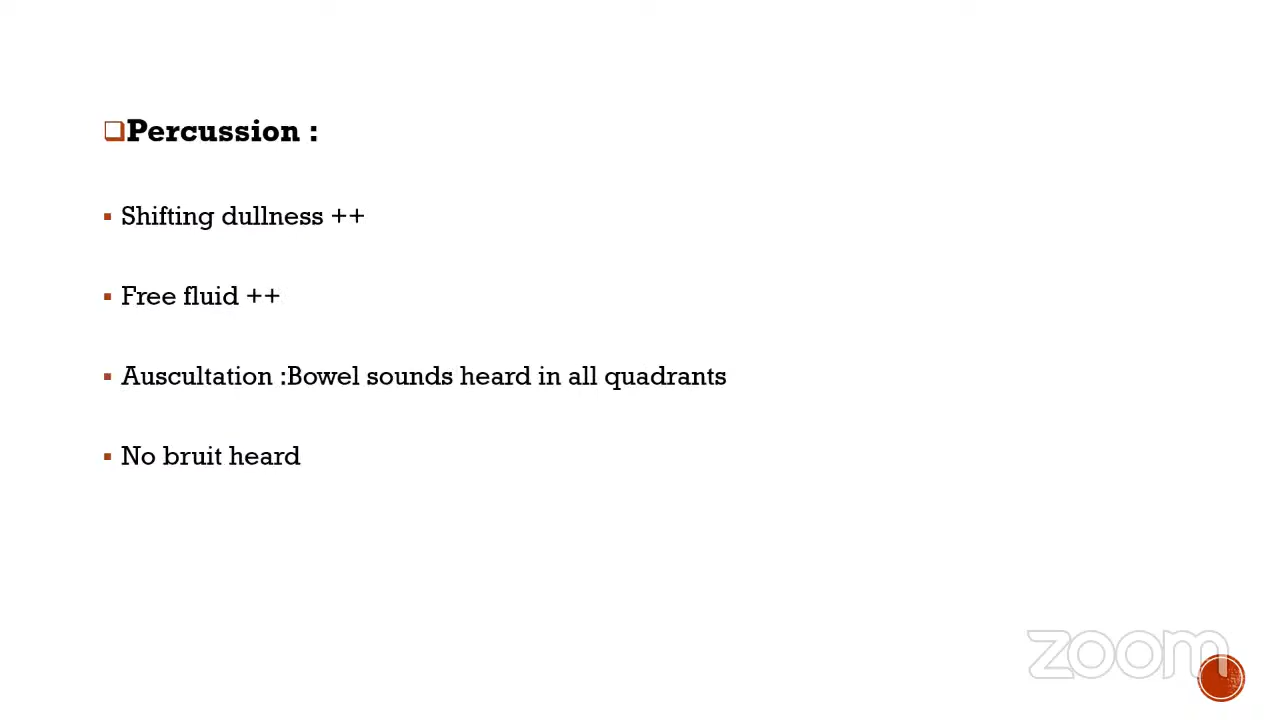 Percussion :
Shifting dullness ++
Free fluid ++
Auscultation :Bowel sounds heard in all quadrants
No bruit heard
zoom